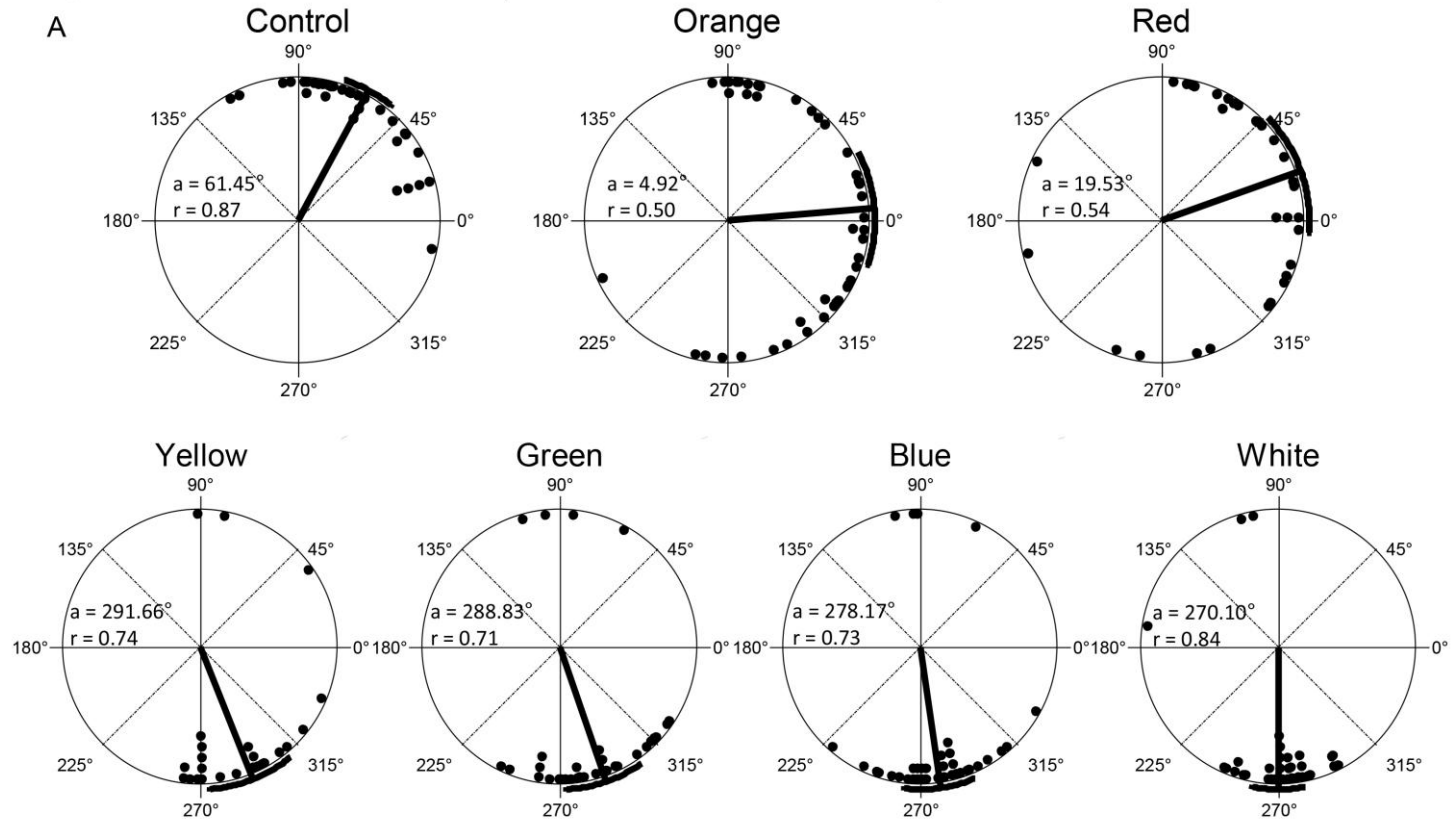 A
Control
Orange
Red
90°
90°
90°
135°
45°
135°
45°
135°
45°
a = 61.45°
a = 4.92°
a = 19.53°
r = 0.87
r = 0.50
r = 0.54
180°
0°
180°
0°
180°
0°
225°
315°
225°
315°
225°
315°
270°
270°
270°
Yellow
Green
Blue
White
90°
90°
90°
90°
135°
45°
135°
45°
135°
45°
135°
45°
a = 291.66°
a = 288.83°
a = 278.17°
a = 270.10°
r = 0.74
r = 0.71
r = 0.73
r = 0.84
180°
0°
180°
0°
180°
0°
180°
0°
225°
315°
225°
315°
225°
315°
225°
315°
270°
270°
270°
270°